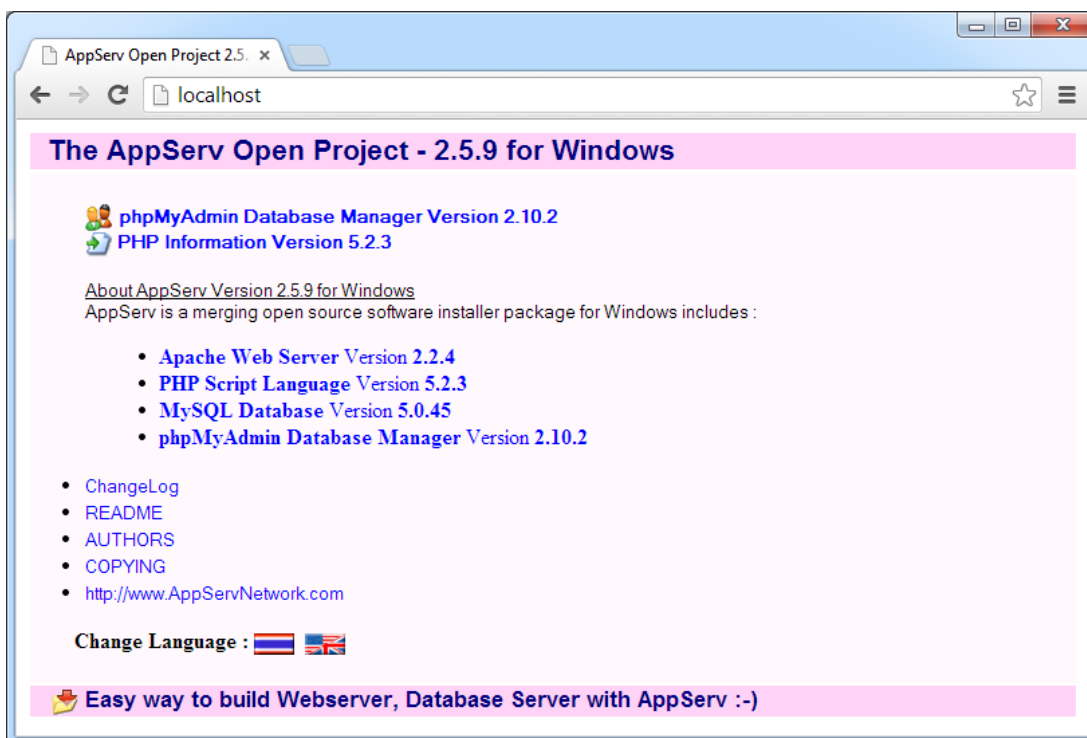 AppServ Open Project 2.5.
localhost
The AppServ Open Project - 2.5.9 for Windows
phpMyAdmin Database Manager Version 2.10.2
PHP Information Version 5.2.3
About AppServ Version 2.5.9 for Windows
AppServ is a merging open source software installer package for Windows includes :
Apache Web Server Version 2.2.4
PHP Script Language Version 5.2.3
MySQL Database Version 5.0.45
phpMyAdmin Database Manager Version 2.10.2
ChangeLog
README
AUTHORS
COPYING
http://www.AppServNetwork.com
Change Language :
Easy way to build Webserver, Database Server with AppServ :-)